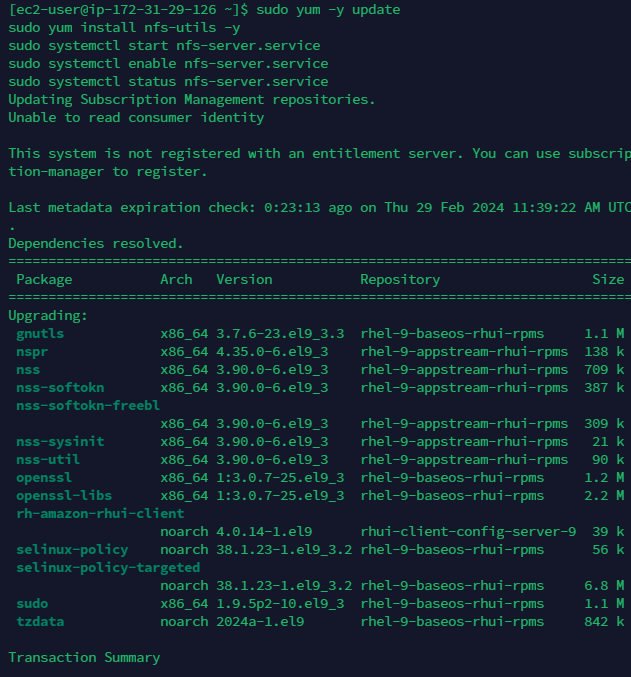 [ec2-user@ip-172-31-29-126 ~]$ sudo yum -y update
sudo yum install nfs-utils -y
sudo systemctl start nfs-server.service
sudo systemctl enable nfs-server.service
sudo systemctl status nfs-server.service
Updating Subscription Management repositories.
Unable to read consumer identity
This system is not registered with an entitlement server. You can use subscrip
tion-manager to register.
Last metadata expiration check: 0:23:13 ago on Thu 29 Feb 2024 11:39:22 AM UTC
.
Dependencies resolved.
================================================================================
Package Arch Version Repository Size
================================================================================
Upgrading:
gnutls x86_64 3.7.6-23.el9_3.3 rhel-9-baseos-rhui-rpms 1.1 M
nspr x86_64 4.35.0-6.el9_3 rhel-9-appstream-rhui-rpms 138 k
nss x86_64 3.90.0-6.el9_3 rhel-9-appstream-rhui-rpms 709 k
nss-softokn x86_64 3.90.0-6.el9_3 rhel-9-appstream-rhui-rpms 387 k
nss-softokn-freebl
x86_64 3.90.0-6.el9_3 rhel-9-appstream-rhui-rpms 309 k
nss-sysinit x86_64 3.90.0-6.el9_3 rhel-9-appstream-rhui-rpms 21 k
nss-util x86_64 3.90.0-6.el9_3 rhel-9-appstream-rhui-rpms 90 k
openssl x86_64 1:3.0.7-25.el9_3 rhel-9-baseos-rhui-rpms 1.2 M
openssl-libs x86_64 1:3.0.7-25.el9_3 rhel-9-baseos-rhui-rpms 2.2 M
rh-amazon-rhui-client
noarch 4.0.14-1.el9 rhui-client-config-server-9 39 k
selinux-policy noarch 38.1.23-1.el9_3.2 rhel-9-baseos-rhui-rpms 56 k
selinux-policy-targeted
noarch 38.1.23-1.el9_3.2 rhel-9-baseos-rhui-rpms 6.8 M
sudo x86_64 1.9.5p2-10.el9_3 rhel-9-baseos-rhui-rpms 1.1 M
tzdata noarch 2024a-1.el9 rhel-9-baseos-rhui-rpms 842 k
Transaction Summary